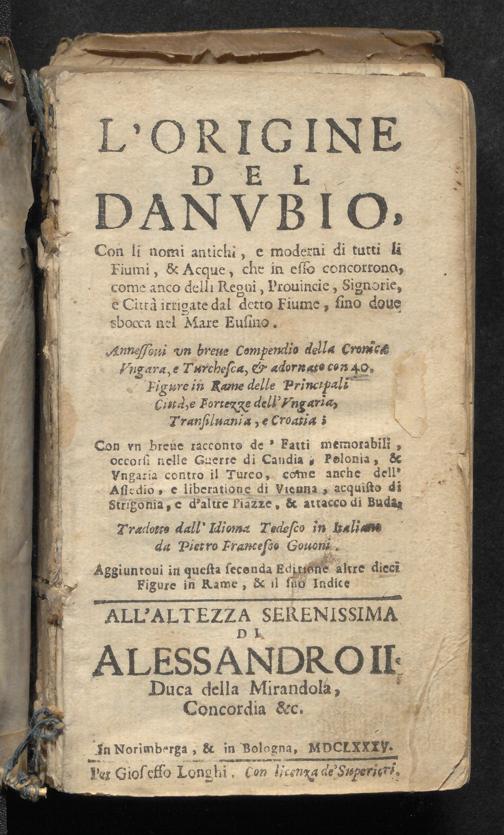 L'ORIGINE
DEL
DANVBIO,
Con li nomi antichi, e moderni di tutti li
Fiumi, & Acque, che in esso concorrono,
come anco delli Regni, Prouincie, Signorie,
e Città irrigate dal detto Fiume, sino doue
sbocca nel Mare Eusino.
Annessoui vn breue Compendio della Cronica
Vngara, e Turchesca, & adornato con 40.
Figure in Rame delle Principali
Città, e Fortezze dell'Vngaria,
Transiluania, e Croatia;
Con vn breue racconto de' Fatti memorabili,
occorsi nelle Guerre di Candia, Polonia, &
Vngaria contro il Turco, come anche dell'
Assedio, e liberatione di Vienna, acquisto di
Strigonia, e d'altre Piazze, & attacco di Buda,
Tradotto dall'Idioma Tedesco in Italiano
da Pietro Francesco Gouoni.
Aggiuntoui in questa seconda Editione altre dieci
Figure in Rame, & il suo Indice
ALL'ALTEZZA SERENISSIMA
DI
ALESSANDRO II.
Duca della Mirandola,
Concordia &c.
In Norimberga, & in Bologna, MDCLXXXV.
Per Gioseffo Longhi. Con licenza de' Superiori.